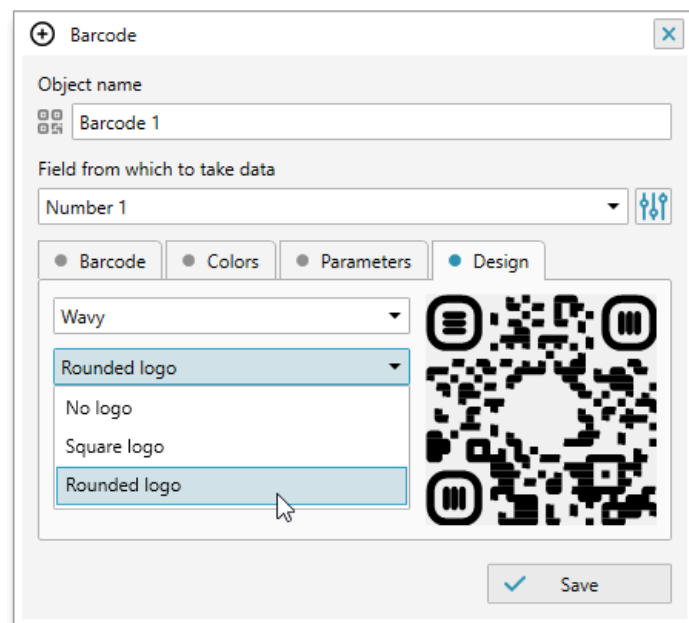 Barcode
Object name
Barcode 1
Field from which to take data
Number 1
Barcode Colors Parameters Design
Wavy
Rounded logo
No logo
Square logo
Rounded logo
Save